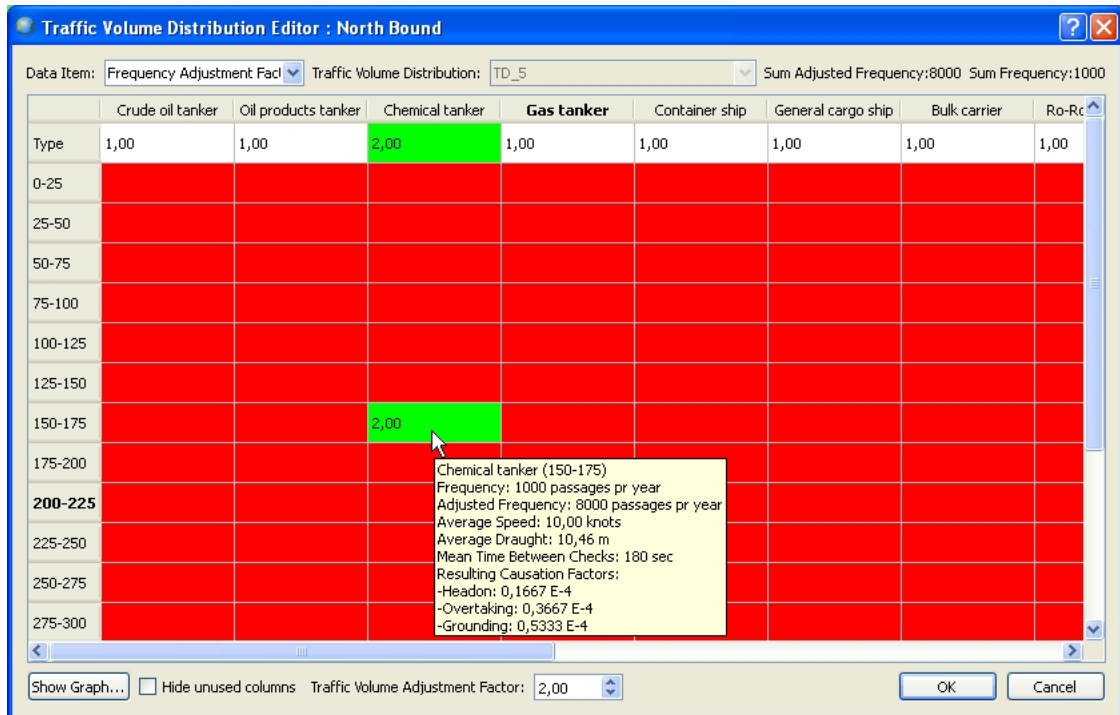 Traffic Volume Distribution Editor : North Bound
Data Item: Frequency Adjustment Fact Traffic Volume Distribution: TD_5 Sum Adjusted Frequency:8000 Sum Frequency:1000
Crude oil tanker Oil products tanker Chemical tanker Gas tanker Container ship General cargo ship Bulk carrier Ro-Ro
Type 1,00 1,00 2,00 1,00 1,00 1,00 1,00 1,00
0-25
25-50
50-75
75-100
100-125
125-150
150-175 2,00
175-200
200-225
225-250
250-275
275-300
Chemical tanker (150-175)
Frequency: 1000 passages pr year
Adjusted Frequency: 8000 passages pr year
Average Speed: 10,00 knots
Average Draught: 10,46 m
Mean Time Between Checks: 180 sec
Resulting Causation Factors:
-Headon: 0,1667 E-4
-Overtaking: 0,3667 E-4
-Grounding: 0,5333 E-4
Show Graph... Hide unused columns Traffic Volume Adjustment Factor: 2,00 OK Cancel